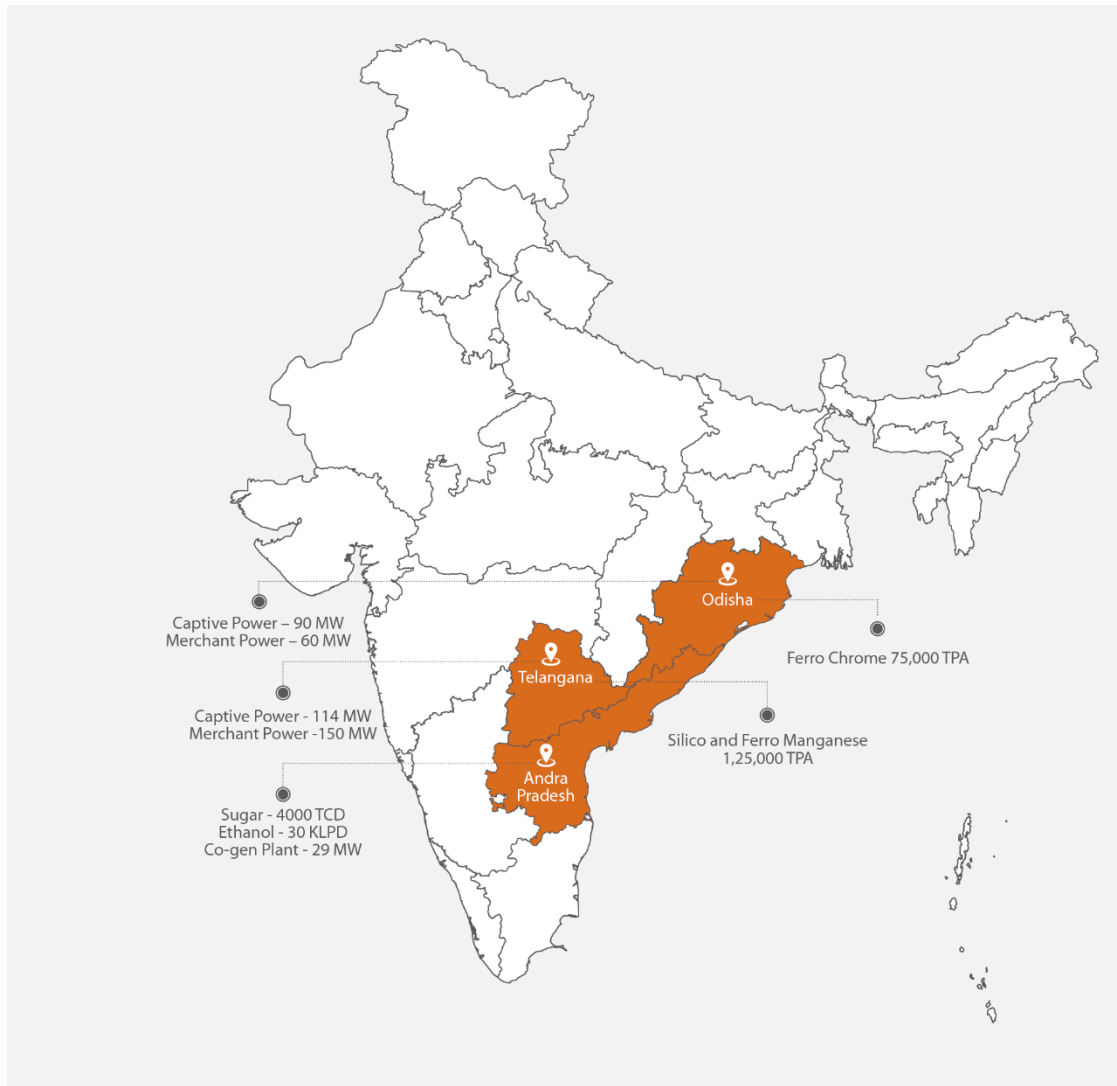 Odisha
Captive Power – 90 MW
Merchant Power – 60 MW
Ferro Chrome 75,000 TPA
Telangana
Captive Power - 114 MW
Merchant Power -150 MW
Silico and Ferro Manganese
1,25,000 TPA
Andra
Pradesh
Sugar - 4000 TCD
Ethanol - 30 KLPD
Co-gen Plant - 29 MW